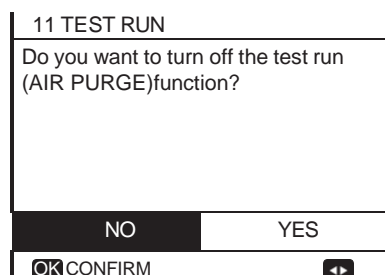 11 TEST RUN
Do you want to turn off the test run
(AIR PURGE)function?
NO YES
OK CONFIRM